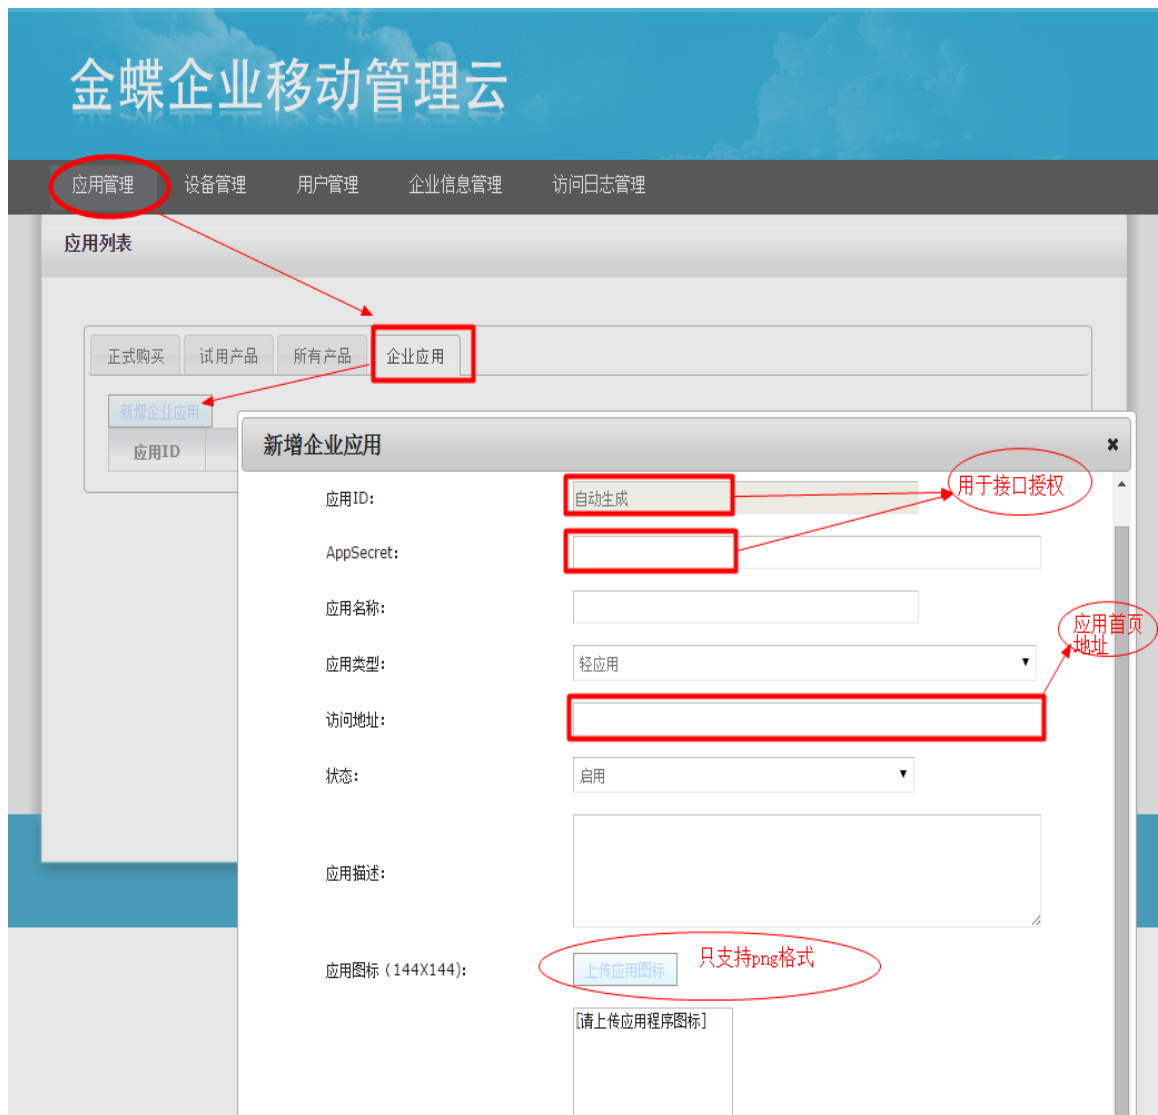 金蝶企业移动管理云
应用管理 设备管理 用户管理 企业信息管理 访问日志管理
应用列表
正式购买 试用产品 所有产品 企业应用
新增企业应用
应用ID
新增企业应用 ×
应用ID: 自动生成 用于接口授权
AppSecret:
应用名称:
应用首页
地址
应用类型: 轻应用
访问地址:
状态: 启用
应用描述:
应用图标（144X144): 上传应用图标 只支持png格式
[请上传应用程序图标]